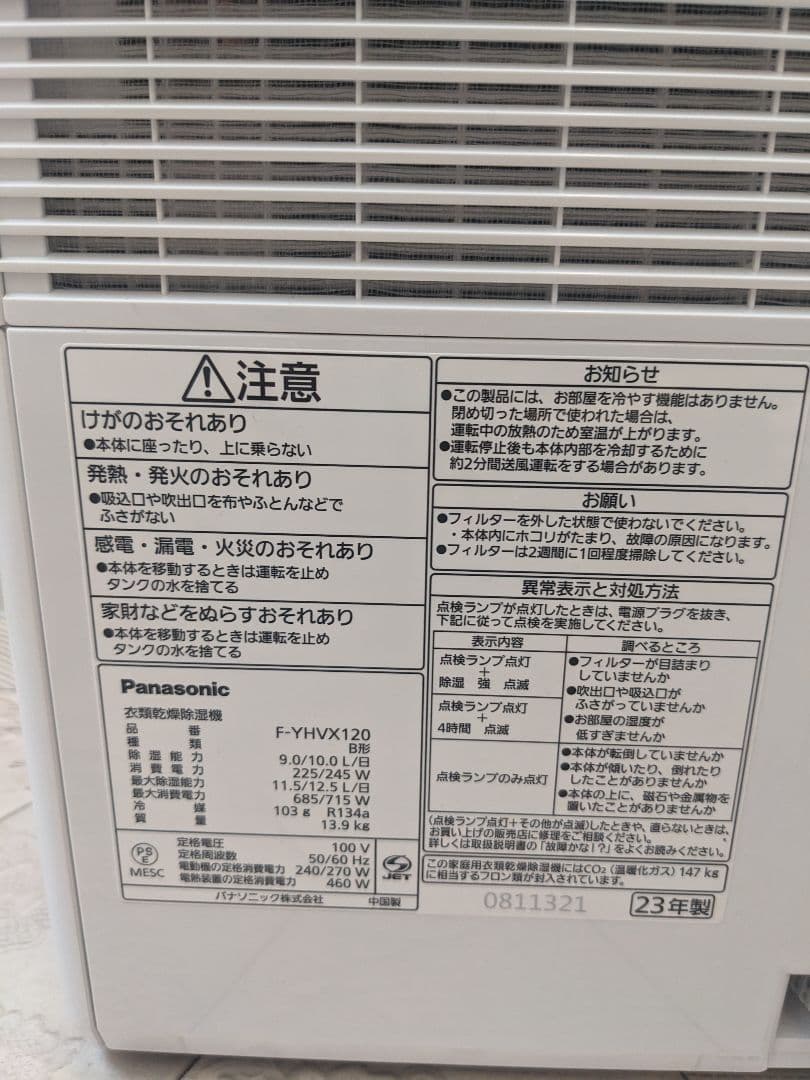 注意
けがのおそれあり
●本体に座ったり、上に乗らない
発熱・発火のおそれあり
●吸込口や吹出口を布やふとんなどで
ふさがない
感電・漏電・火災のおそれあり
●本体を移動するときは運転を止め
タンクの水を捨てる
家財などをぬらすおそれあり
●本体を移動するときは運転を止め
タンクの水を捨てる
Panasonic
衣類乾燥除湿機
品番 F-YHVX120
種類 B形
除湿能力 9.0/10.0 L/日
消費電力 225/245 W
最大除湿能力 11.5/12.5 L/日
最大消費電力 685/715 W
冷媒 103 g R134a
質量 13.9 kg
PS
E
MESC
定格電圧 100 V
定格周波数 50/60 Hz
電動機の定格消費電力 240/270 W
電熱装置の定格消費電力 460 W
JET
パナソニック株式会社 中国製
お知らせ
●この製品には、お部屋を冷やす機能はありません。
閉め切った場所で使われた場合は、
運転中の放熱のため室温が上がります。
●運転停止後も本体内部を冷却するために
約2分間送風運転をする場合があります。
お願い
●フィルターを外した状態で使わないでください。
・本体内にホコリがたまり、故障の原因になります。
●フィルターは2週間に1回程度掃除してください。
異常表示と対処方法
点検ランプが点灯したときは、電源プラグを抜き、
下記に従って点検を実施してください。
表示内容 調べるところ
点検ランプ点灯
+
除湿 強 点滅
点検ランプ点灯
+
4時間 点滅
●フィルターが目詰まり
していませんか
●吹出口や吸込口が
ふさがっていませんか
●お部屋の湿度が
低すぎませんか
点検ランプのみ点灯
●本体が転倒していませんか
●本体が傾いたり、倒れたり
したことがありませんか
●本体の上に、磁石や金属物を
置いたことがありませんか
(点検ランプ点灯+その他が点滅)したときや、直らないときは、
お買い上げの販売店に修理をご相談ください。
詳しくは取扱説明書の「故障かな!?」をよくお読みください。
この家庭用衣類乾燥除湿機にはCO₂(温暖化ガス)147 kg
に相当するフロン類が封入されています。
0811321
23年製